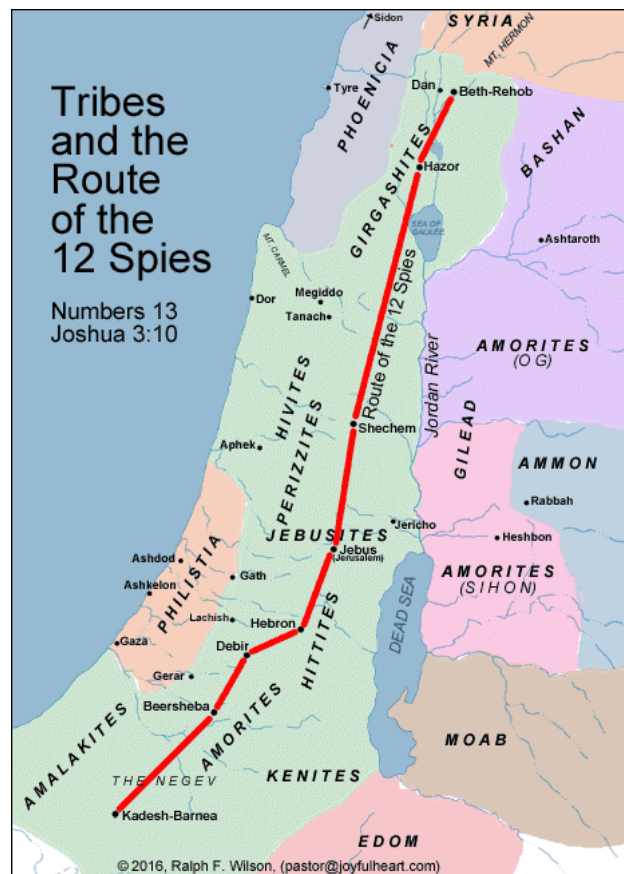 Sidon
SYRIA
MT. HERMON
Tyre
PHOENICIA
Dan
Beth-Rehob
Tribes
and the
Route
of the
12 Spies
Numbers 13
Joshua 3:10
GIRGASHITES
Hazor
BASHAN
SEA OF
GALILEE
Ashtaroth
MT. CARMEL
Dor
Megiddo
Tanach
Route of the 12 Spies
AMORITES
(OG)
Jordan River
HIVITES
PERIZZITES
Shechem
GILEAD
Aphek
AMMON
Rabbah
Jericho
JEBUSITES
Jebus
(Jerusalem)
Heshbon
Ashdod
Ashkelon
PHILISTIA
Gath
AMORITES
(SIHON)
Lachish
Hebron
HITTITES
DEAD SEA
Gaza
Debir
Gerar
Beersheba
AMORITES
AMALAKITES
MOAB
THE NEGEV
KENITES
Kadesh-Barnea
EDOM
© 2016, Ralph F. Wilson, (pastor@joyfulheart.com)